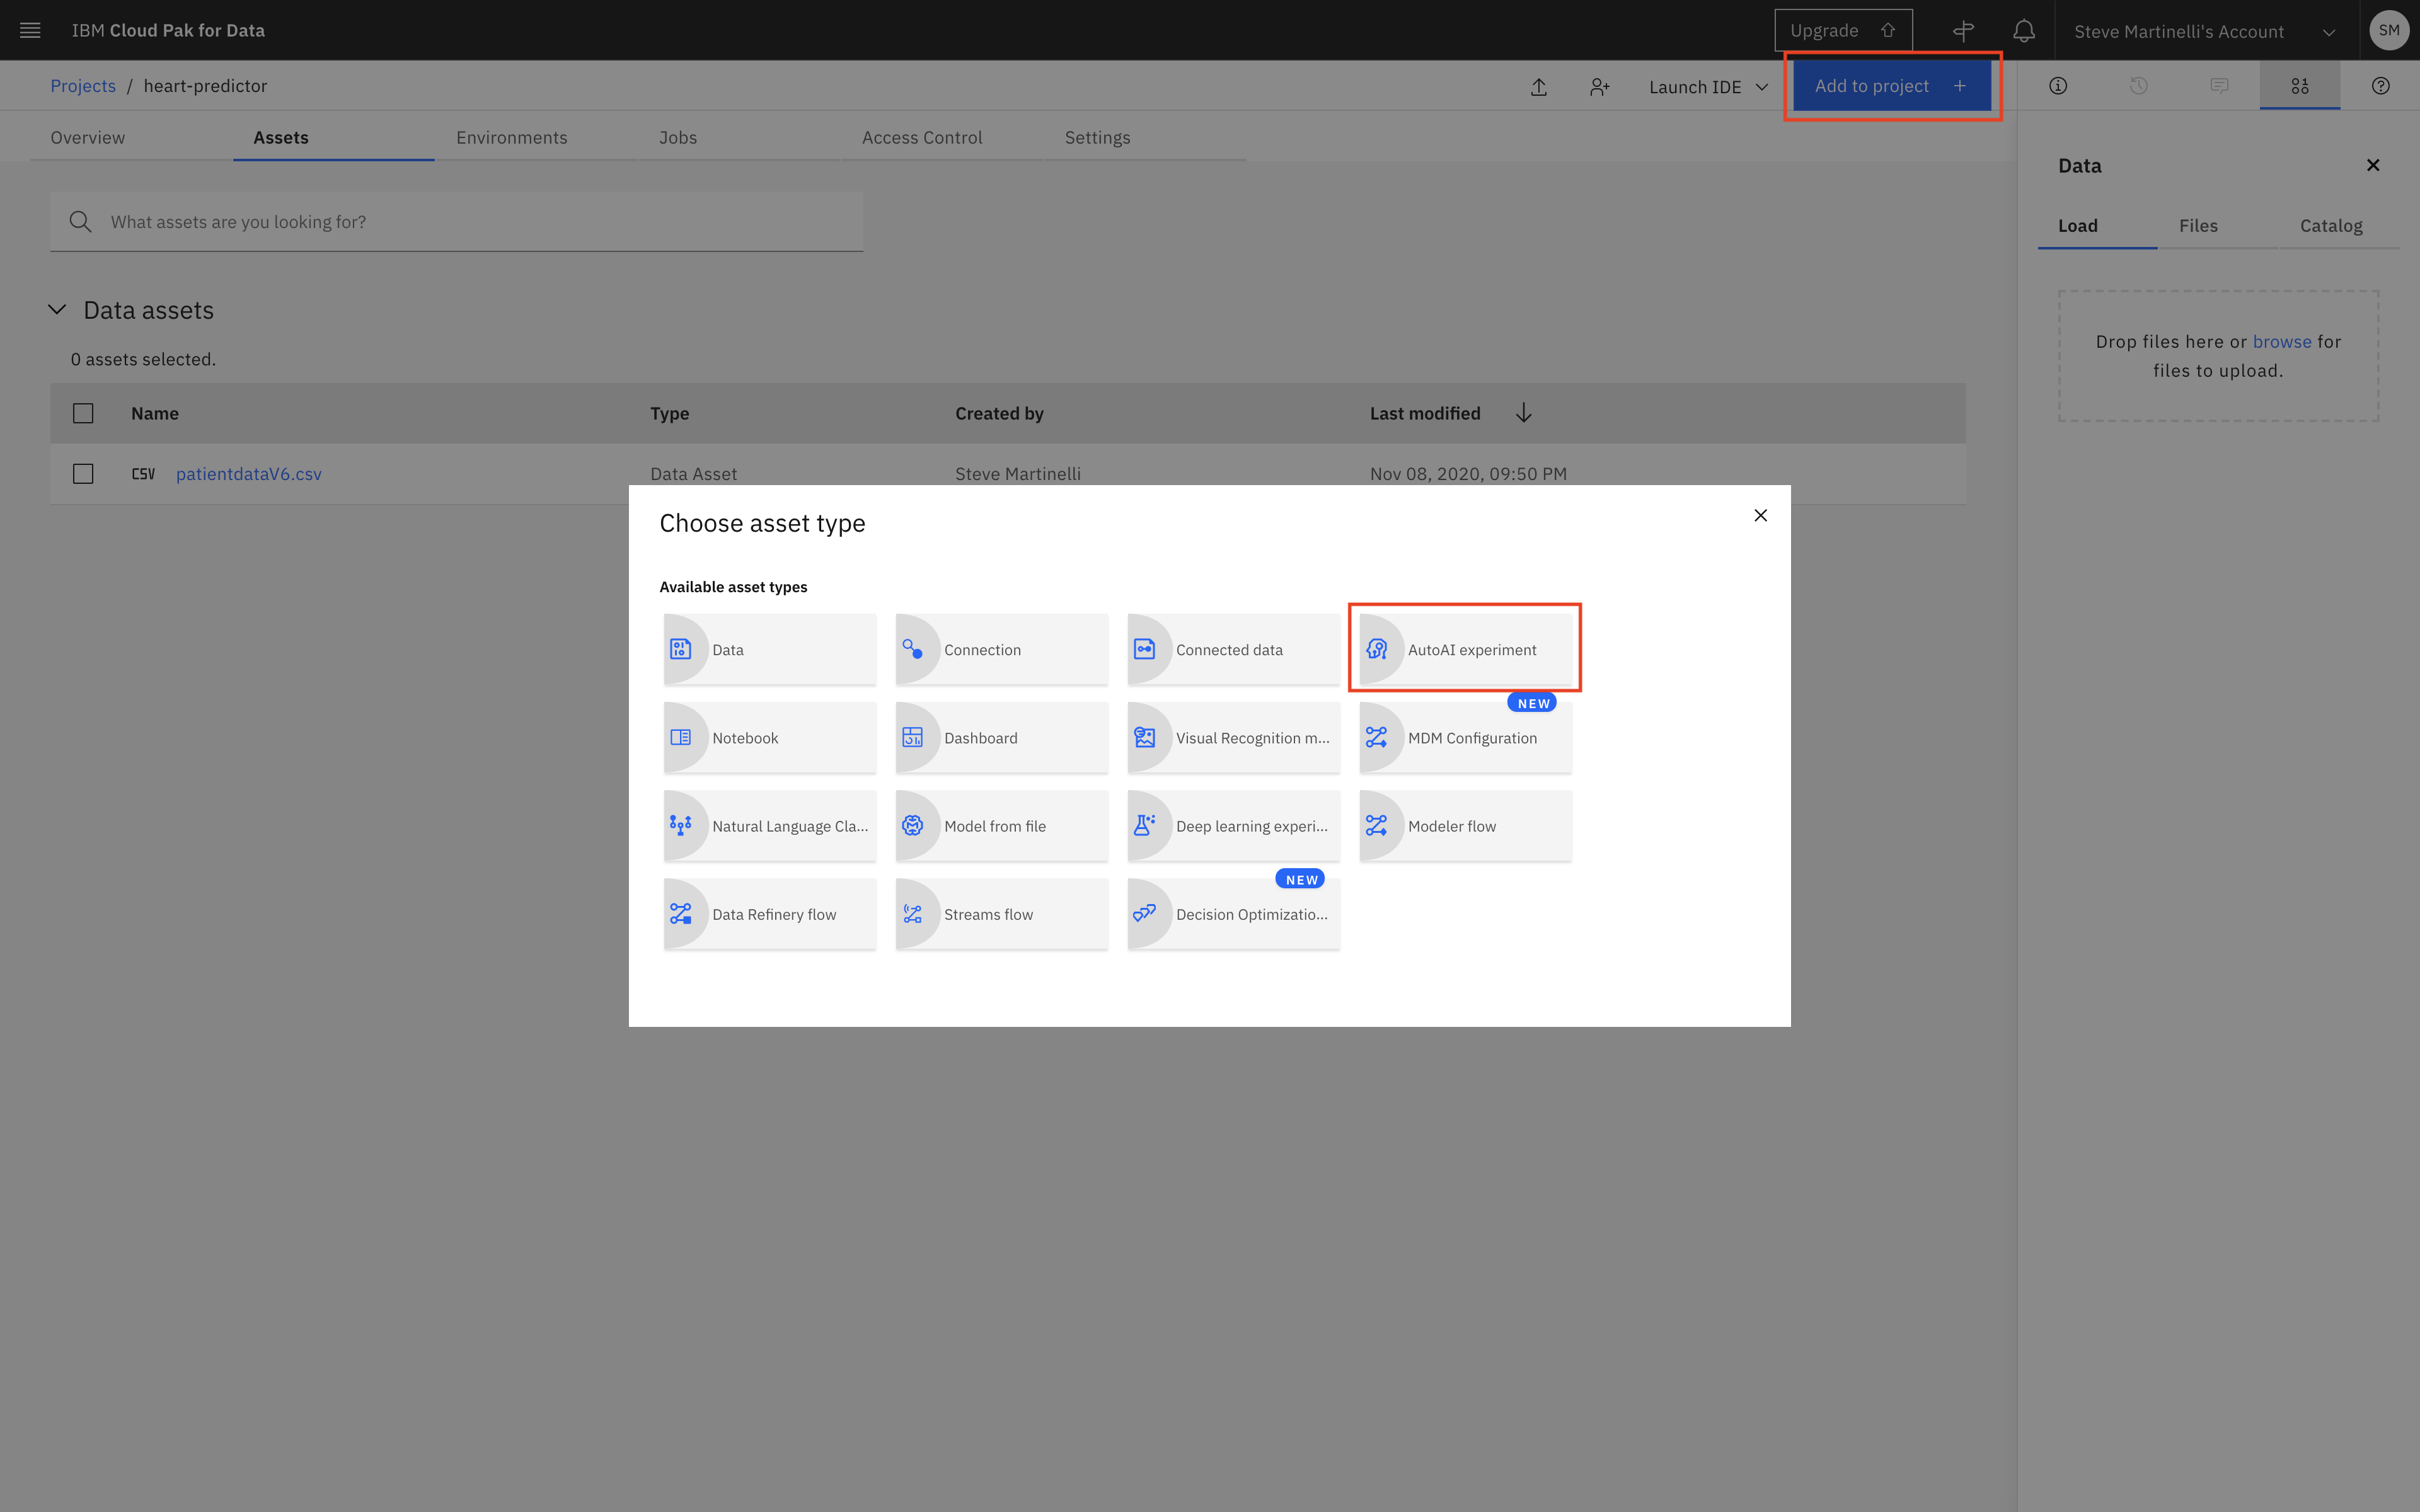 IBM Cloud Pak for Data
Upgrade
Steve Martinelli's Account
SM
Projects / heart-predictor
Launch IDE
Add to project +
Overview
Assets
Environments
Jobs
Access Control
Settings
What assets are you looking for?
Data assets
0 assets selected.
Name
Type
Created by
Last modified
CSV
patientdataV6.csv
Data Asset
Steve Martinelli
Nov 08, 2020, 09:50 PM
Data
Load
Files
Catalog
Drop files here or browse for
files to upload.
Choose asset type
Available asset types
Data
Connection
Connected data
AutoAI experiment
Notebook
Dashboard
Visual Recognition m...
NEW
MDM Configuration
Natural Language Cla...
Model from file
Deep learning experi...
Modeler flow
Data Refinery flow
Streams flow
NEW
Decision Optimizatio...